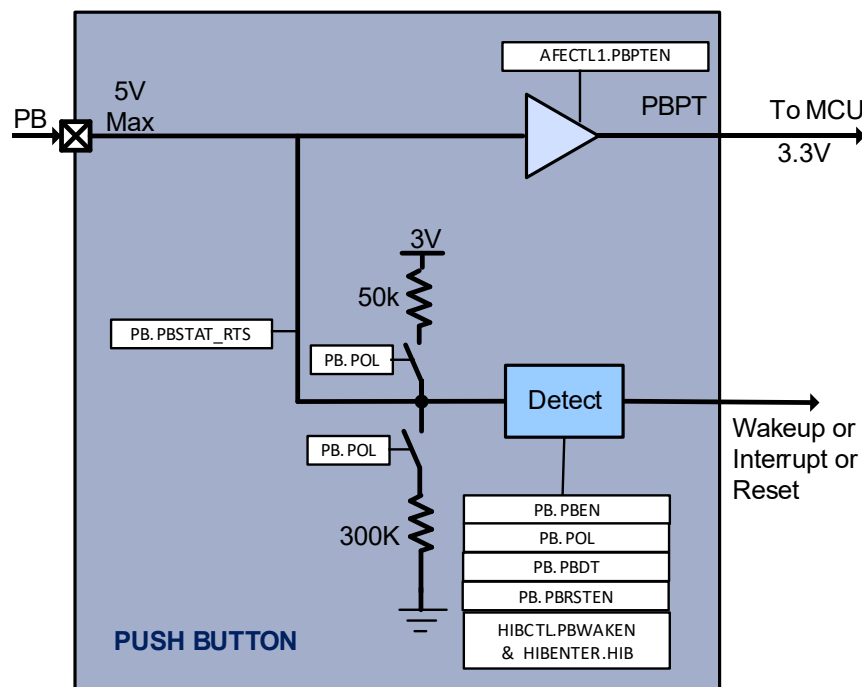 AFECTL1.PBPTEN
5V
Max
PB
PBPT
To MCU
3.3V
3V
50k
PB.PBSTAT_RTS
PB.POL
Detect
PB.POL
Wakeup or
Interrupt or
Reset
300K
PB.PBEN
PB.POL
PB.PBDT
PB.PBRSTEN
HIBCTL.PBWAKEN
& HIBENTER.HIB
PUSH BUTTON